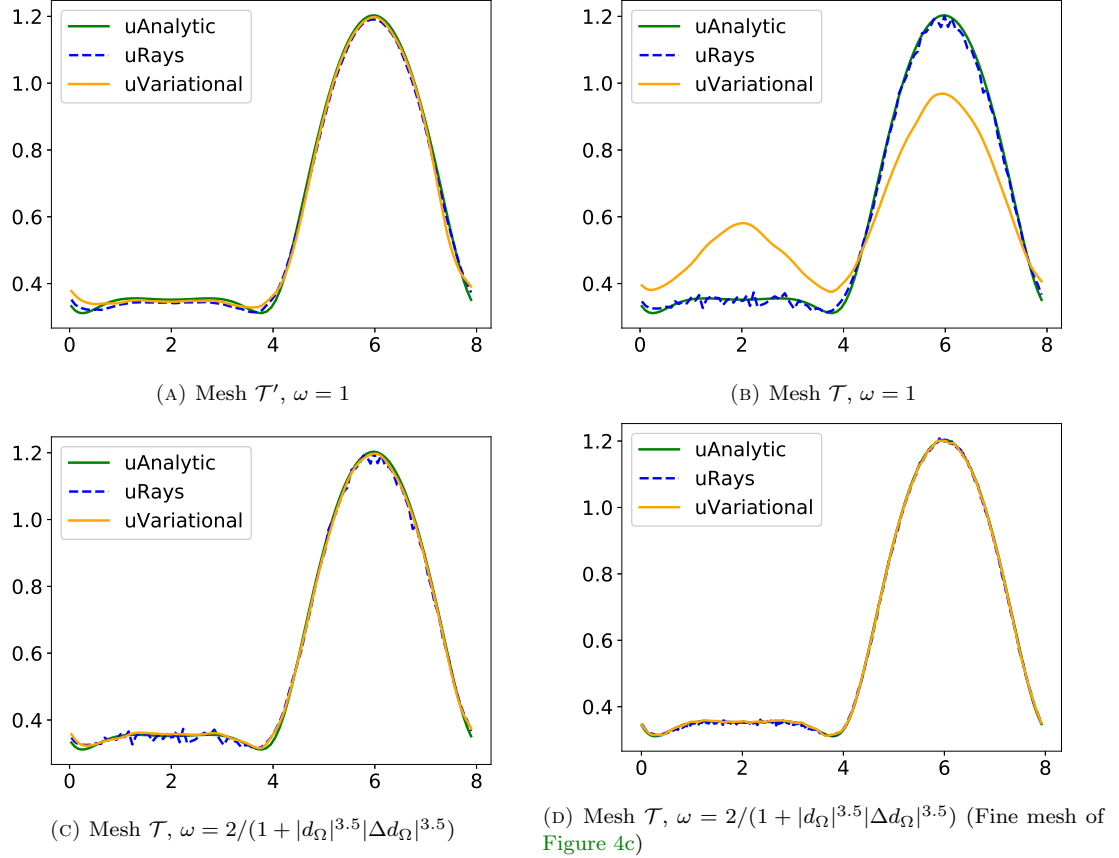 1.2
1.0
0.8
0.6
0.4
0 2 4 6 8
uAnalytic
uRays
uVariational
(A) Mesh 𝒯′, ω = 1
1.2
1.0
0.8
0.6
0.4
0 2 4 6 8
uAnalytic
uRays
uVariational
(B) Mesh 𝒯, ω = 1
1.2
1.0
0.8
0.6
0.4
0 2 4 6 8
uAnalytic
uRays
uVariational
(C) Mesh 𝒯, ω = 2/(1 + |d_Ω|^3.5|Δd_Ω|^3.5)
1.2
1.0
0.8
0.6
0.4
0 2 4 6 8
uAnalytic
uRays
uVariational
(D) Mesh 𝒯, ω = 2/(1 + |d_Ω|^3.5|Δd_Ω|^3.5) (Fine mesh of
Figure 4c)